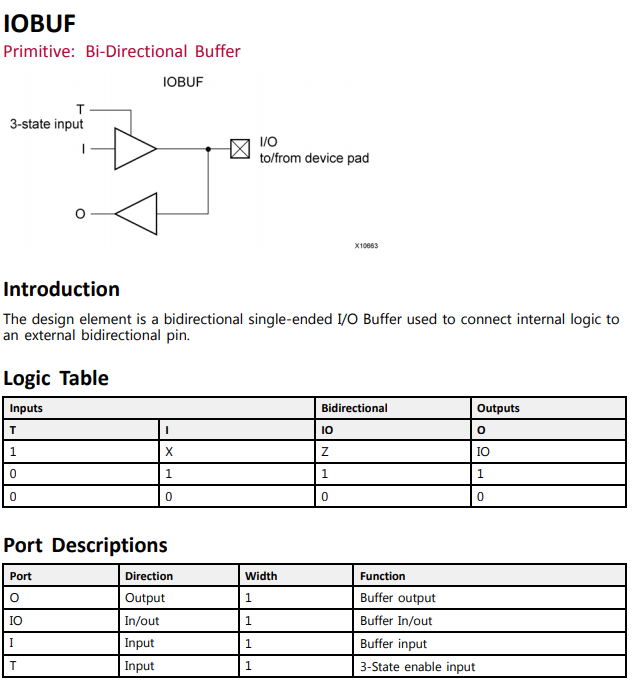 IOBUF
Primitive: Bi-Directional Buffer
IOBUF
T
3-state input
I
I/O
to/from device pad
O
X10663
Introduction
The design element is a bidirectional single-ended I/O Buffer used to connect internal logic to
an external bidirectional pin.
Logic Table
Inputs Bidirectional Outputs
T I IO O
1 X Z IO
0 1 1 1
0 0 0 0
Port Descriptions
Port Direction Width Function
O Output 1 Buffer output
IO In/out 1 Buffer In/out
I Input 1 Buffer input
T Input 1 3-State enable input